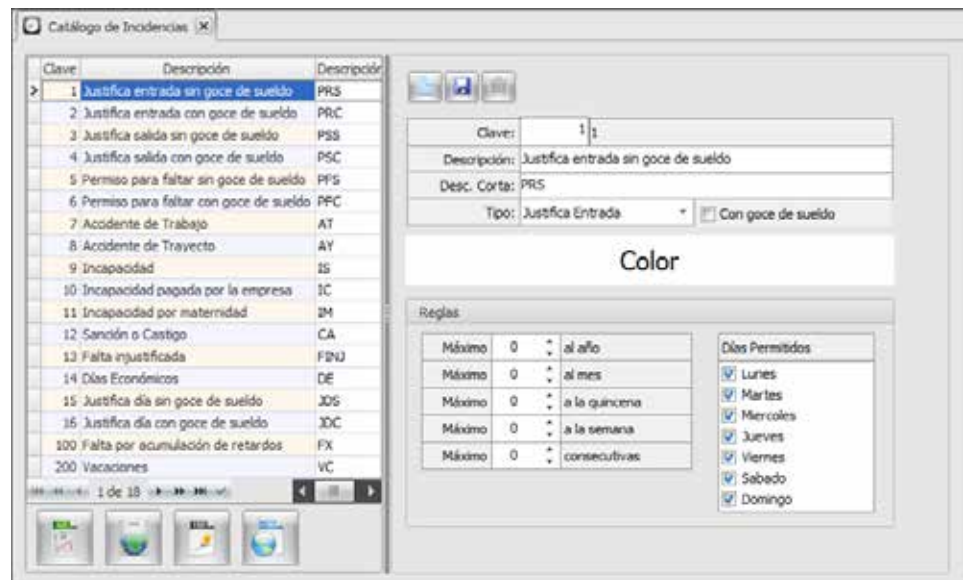 Catálogo de Incidencias
Clave Descripción Descripción
1 Justifica entrada sin goce de sueldo PRS
2 Justifica entrada con goce de sueldo PRC
3 Justifica salida sin goce de sueldo PSS
4 Justifica salida con goce de sueldo PSC
5 Permiso para faltar sin goce de sueldo PFS
6 Permiso para faltar con goce de sueldo PFC
7 Accidente de Trabajo AT
8 Accidente de Trayecto AY
9 Incapacidad IS
10 Incapacidad pagada por la empresa IC
11 Incapacidad por maternidad IM
12 Sanción o Castigo CA
13 Falta injustificada FINJ
14 Días Económicos DE
15 Justifica día sin goce de sueldo JDS
16 Justifica día con goce de sueldo JDC
100 Falta por acumulación de retardos FX
200 Vacaciones VC
1 de 18
Clave: 1 1
Descripción: Justifica entrada sin goce de sueldo
Desc. Corta: PRS
Tipo: Justifica Entrada Con goce de sueldo
Color
Reglas
Máximo 0 al año
Máximo 0 al mes
Máximo 0 a la quincena
Máximo 0 a la semana
Máximo 0 consecutivas
Días Permitidos
Lunes
Martes
Miercoles
Jueves
Viernes
Sabado
Domingo